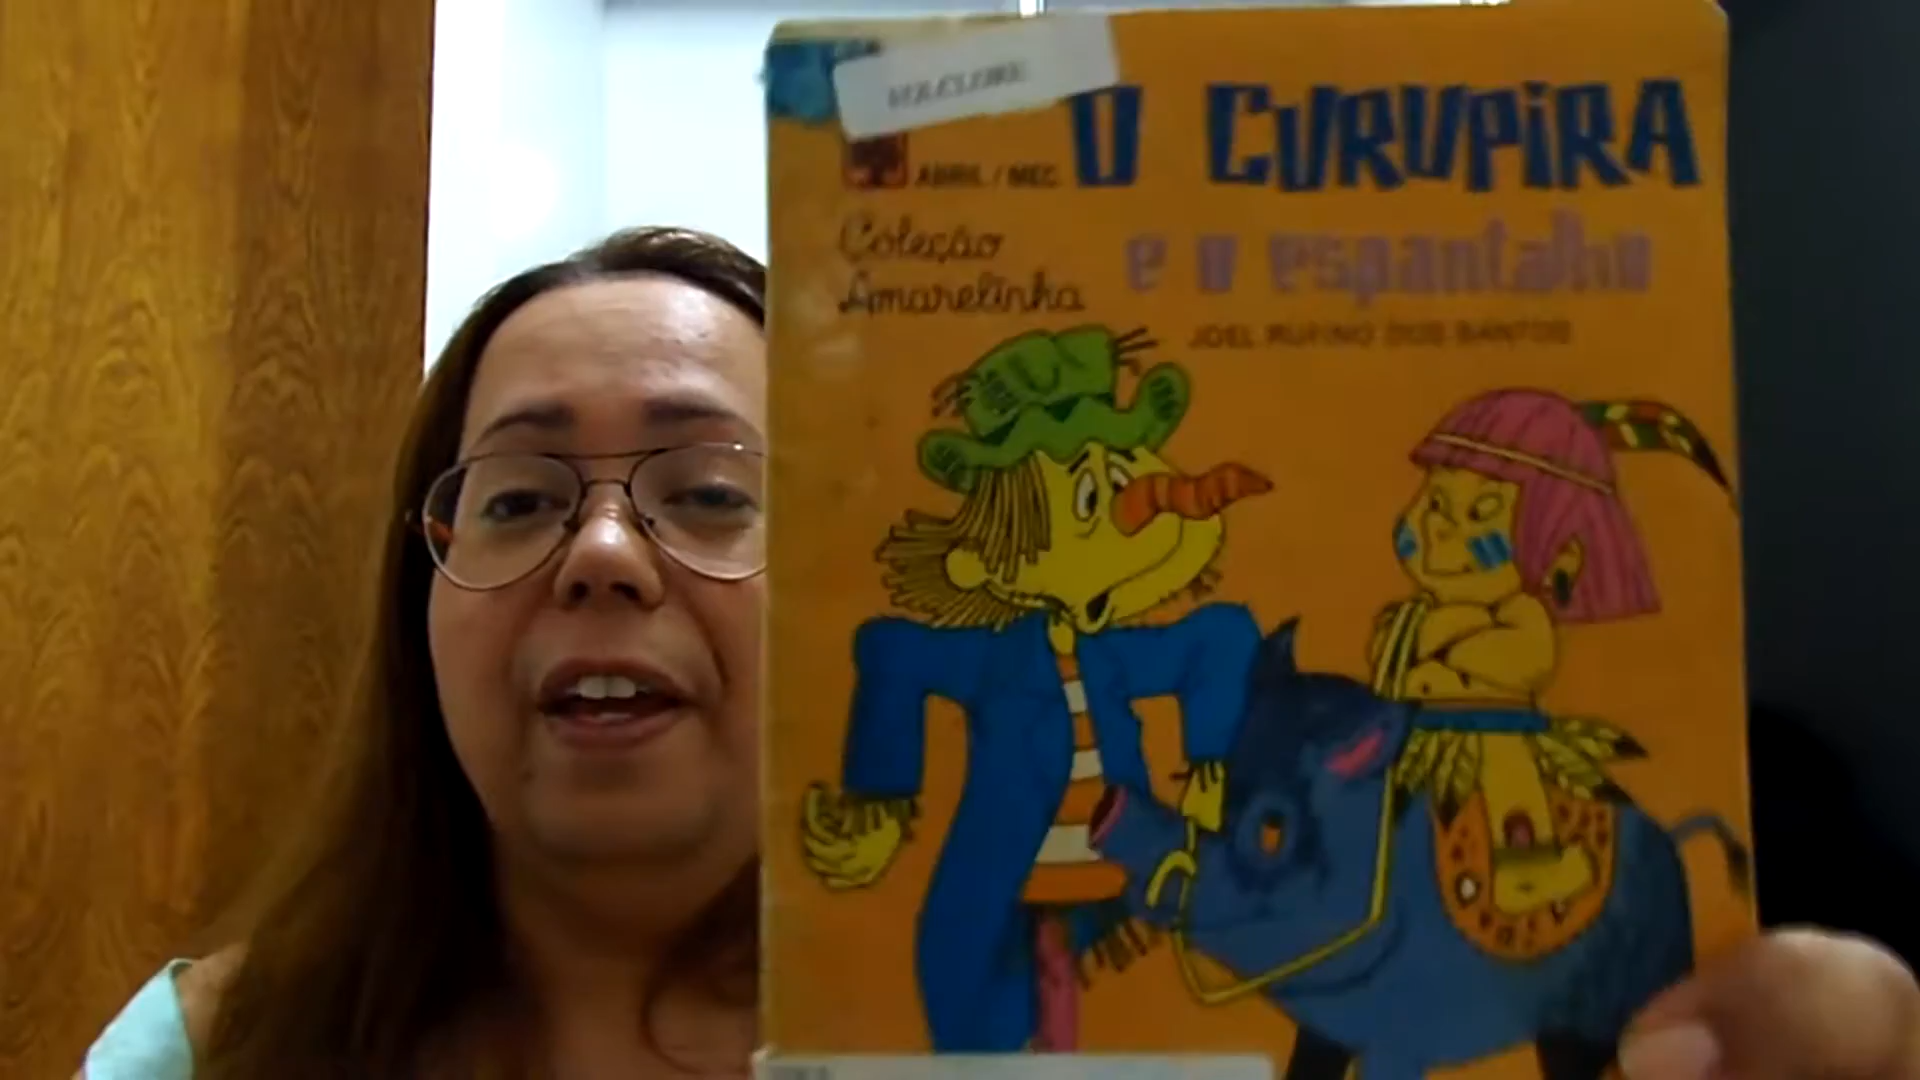 FOLCLORE
O CURUPiRA
ABRIL / MEC
Coleção
Amarelinha
e o espantalho
JOEL RUFINO DOS SANTOS